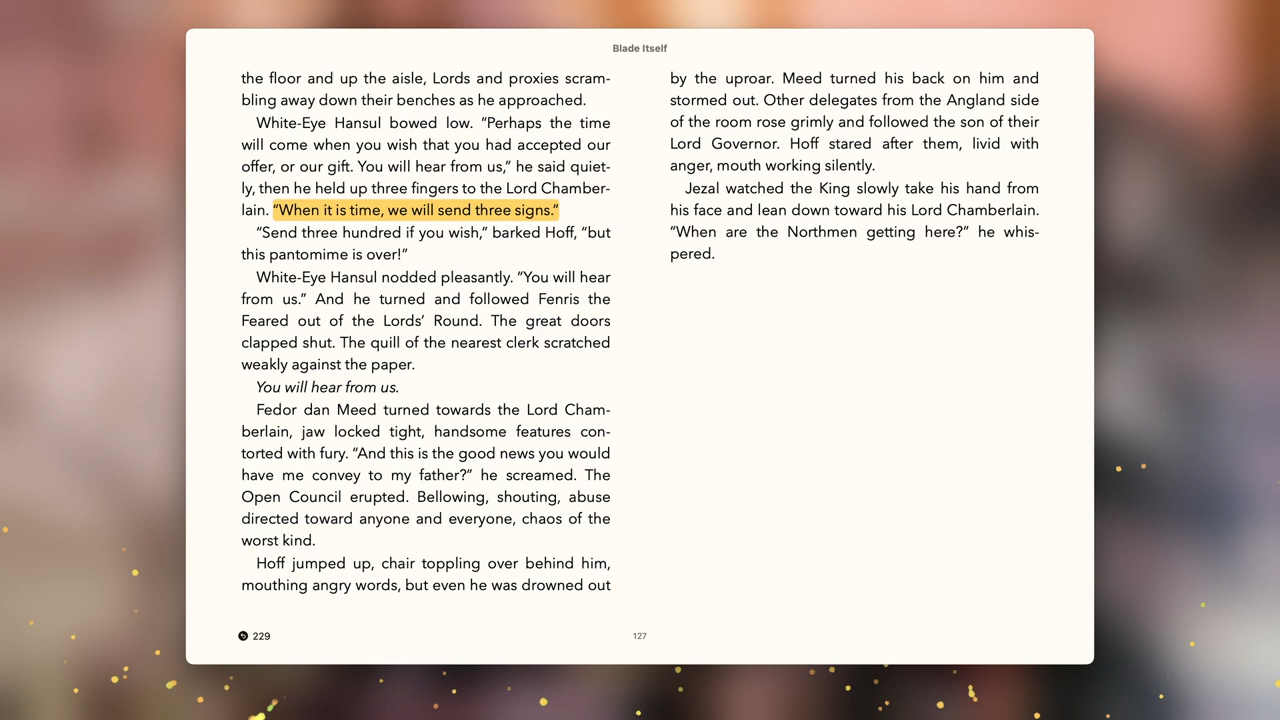 Blade Itself
the floor and up the aisle, Lords and proxies scram-
bling away down their benches as he approached.
White-Eye Hansul bowed low. “Perhaps the time
will come when you wish that you had accepted our
offer, or our gift. You will hear from us,” he said quiet-
ly, then he held up three fingers to the Lord Chamber-
lain. “When it is time, we will send three signs.”
“Send three hundred if you wish,” barked Hoff, “but
this pantomime is over!”
White-Eye Hansul nodded pleasantly. “You will hear
from us.” And he turned and followed Fenris the
Feared out of the Lords’ Round. The great doors
clapped shut. The quill of the nearest clerk scratched
weakly against the paper.
You will hear from us.
Fedor dan Meed turned towards the Lord Cham-
berlain, jaw locked tight, handsome features con-
torted with fury. “And this is the good news you would
have me convey to my father?” he screamed. The
Open Council erupted. Bellowing, shouting, abuse
directed toward anyone and everyone, chaos of the
worst kind.
Hoff jumped up, chair toppling over behind him,
mouthing angry words, but even he was drowned out
by the uproar. Meed turned his back on him and
stormed out. Other delegates from the Angland side
of the room rose grimly and followed the son of their
Lord Governor. Hoff stared after them, livid with
anger, mouth working silently.
Jezal watched the King slowly take his hand from
his face and lean down toward his Lord Chamberlain.
“When are the Northmen getting here?” he whis-
pered.
229
127